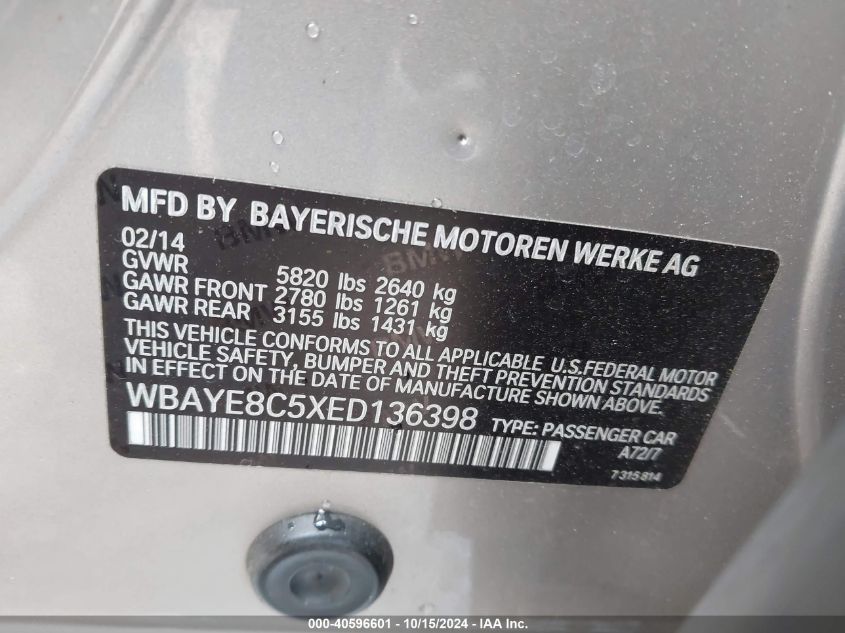 MFD BY BAYERISCHE MOTOREN WERKE AG
02/14
GVWR 5820 lbs 2640 kg
GAWR FRONT 2780 lbs 1261 kg
GAWR REAR 3155 lbs 1431 kg
THIS VEHICLE CONFORMS TO ALL APPLICABLE U.S.FEDERAL MOTOR
VEHICLE SAFETY, BUMPER AND THEFT PREVENTION STANDARDS
IN EFFECT ON THE DATE OF MANUFACTURE SHOWN ABOVE.
WBAYE8C5XED136398 TYPE: PASSENGER CAR
A72/7
7 315 814
000-40596601 - 10/15/2024 - IAA Inc.